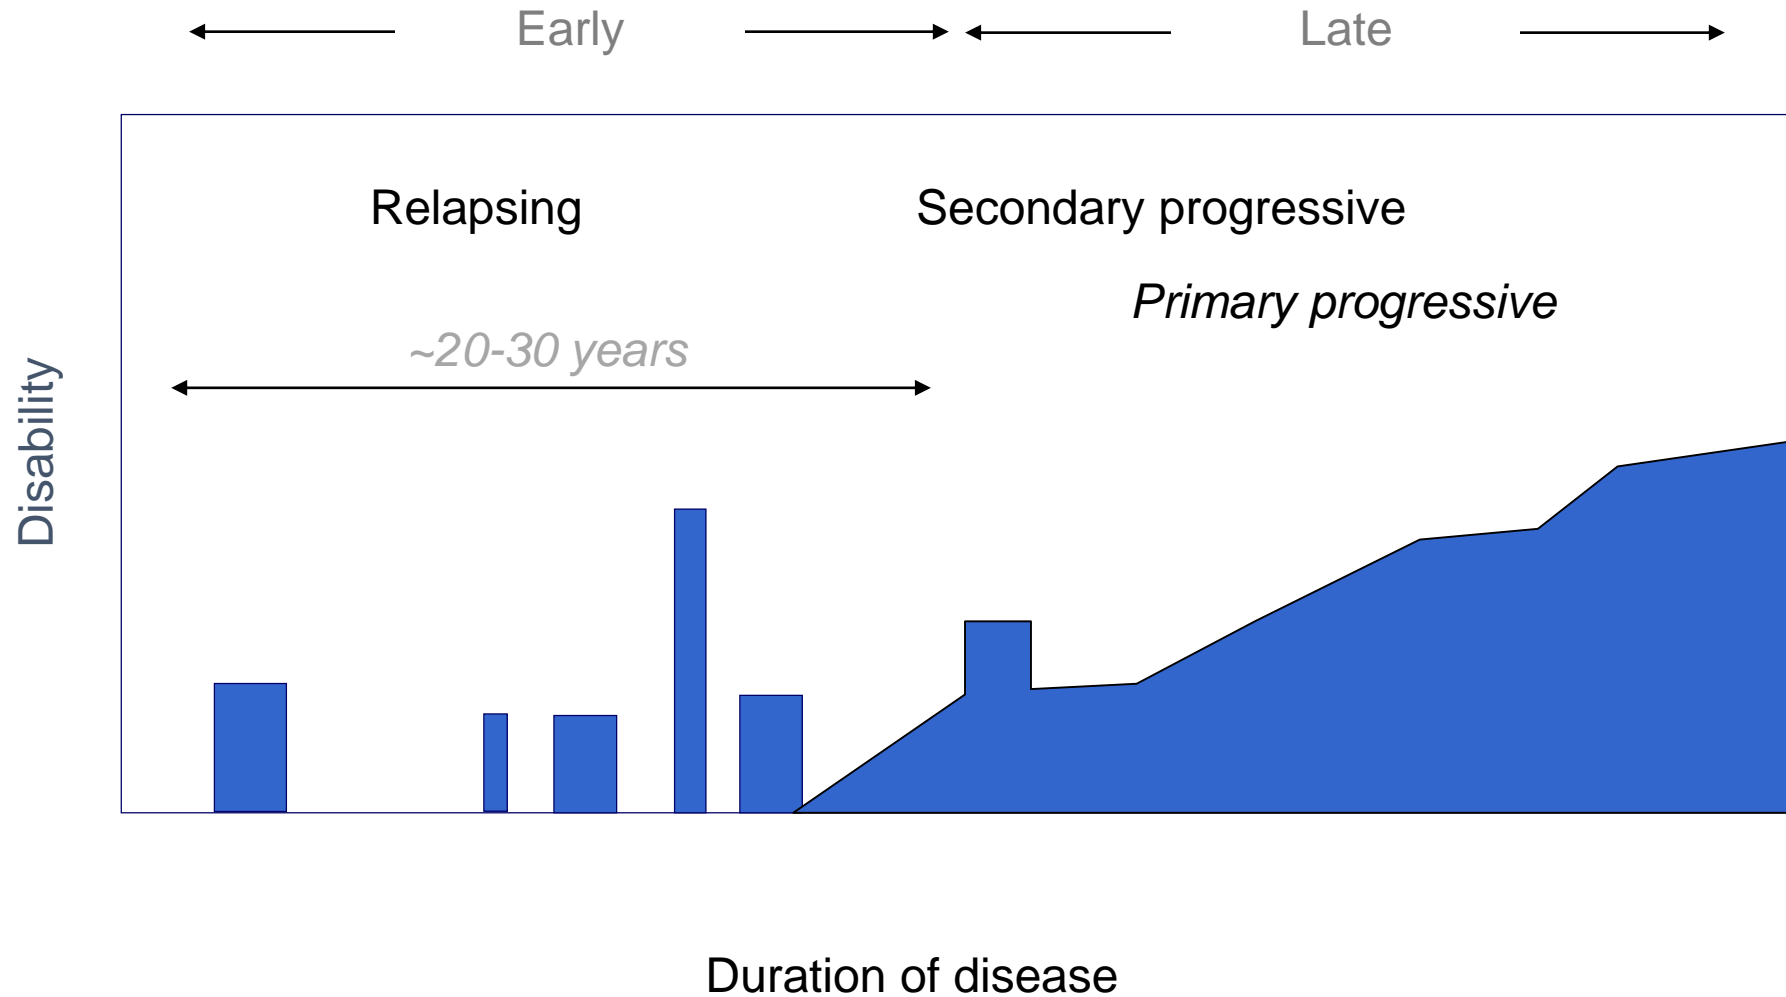 Early
Late
Relapsing
Secondary progressive
Primary progressive
~20-30 years
Disability
Duration of disease